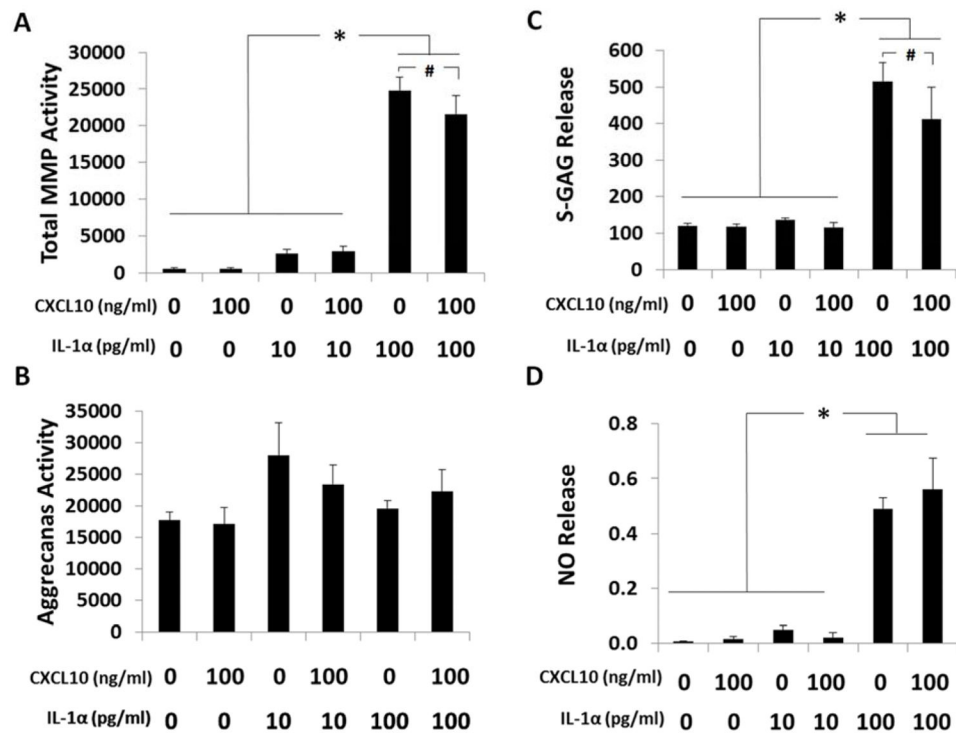 A
*
30000
#
25000
20000
15000
10000
5000
0
Total MMP Activity
CXCL10 (ng/ml) 0 100 0 100 0 100
IL-1α (pg/ml) 0 0 10 10 100 100
B
35000
30000
25000
20000
15000
10000
5000
0
Aggrecanas Activity
CXCL10 (ng/ml) 0 100 0 100 0 100
IL-1α (pg/ml) 0 0 10 10 100 100
C
*
600
#
500
400
300
200
100
0
S-GAG Release
CXCL10 (ng/ml) 0 100 0 100 0 100
IL-1α (pg/ml) 0 0 10 10 100 100
D
*
0.8
0.6
0.4
0.2
0.0
NO Release
CXCL10 (ng/ml) 0 100 0 100 0 100
IL-1α (pg/ml) 0 0 10 10 100 100